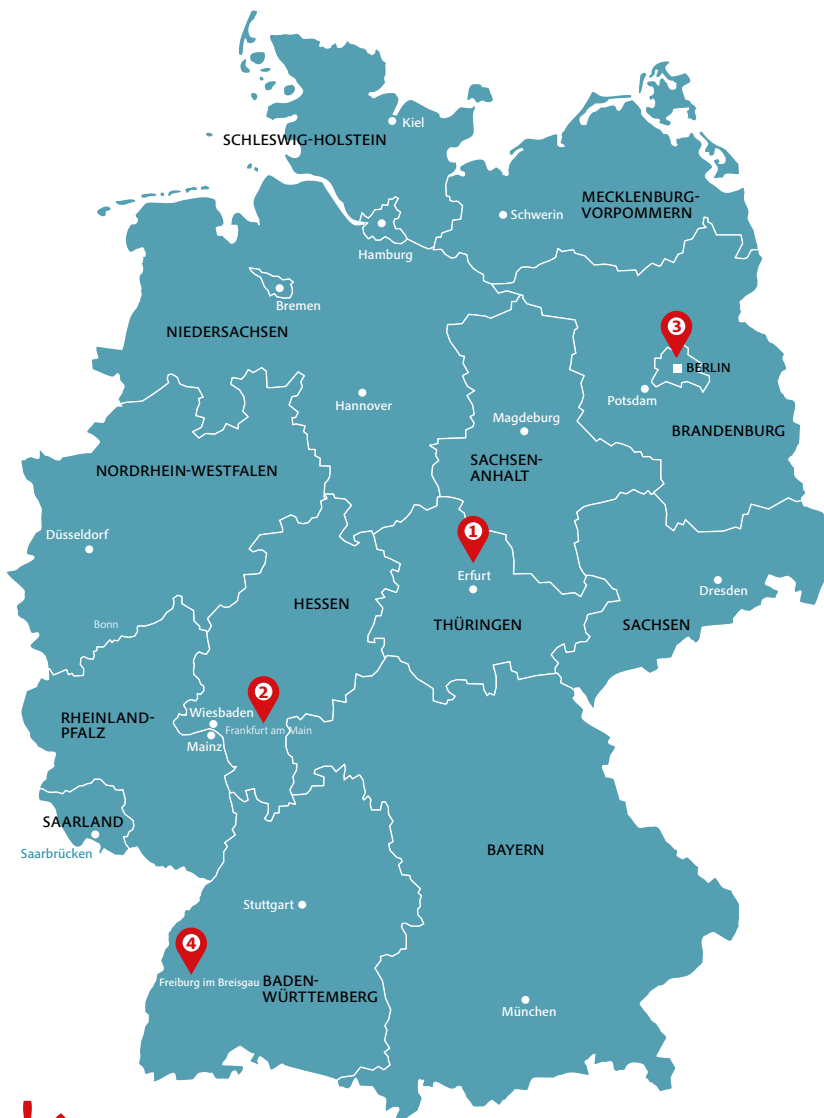 Kiel
SCHLESWIG-HOLSTEIN
MECKLENBURG-
VORPOMMERN
Schwerin
Hamburg
Bremen
NIEDERSACHSEN
3
BERLIN
Potsdam
Hannover
Magdeburg
BRANDENBURG
NORDRHEIN-WESTFALEN
SACHSEN-
ANHALT
1
Düsseldorf
Erfurt
Dresden
HESSEN
Bonn
THÜRINGEN
SACHSEN
2
Wiesbaden
RHEINLAND-
PFALZ
Frankfurt am Main
Mainz
SAARLAND
Saarbrücken
BAYERN
Stuttgart
4
Freiburg im Breisgau
BADEN-
WÜRTTEMBERG
München